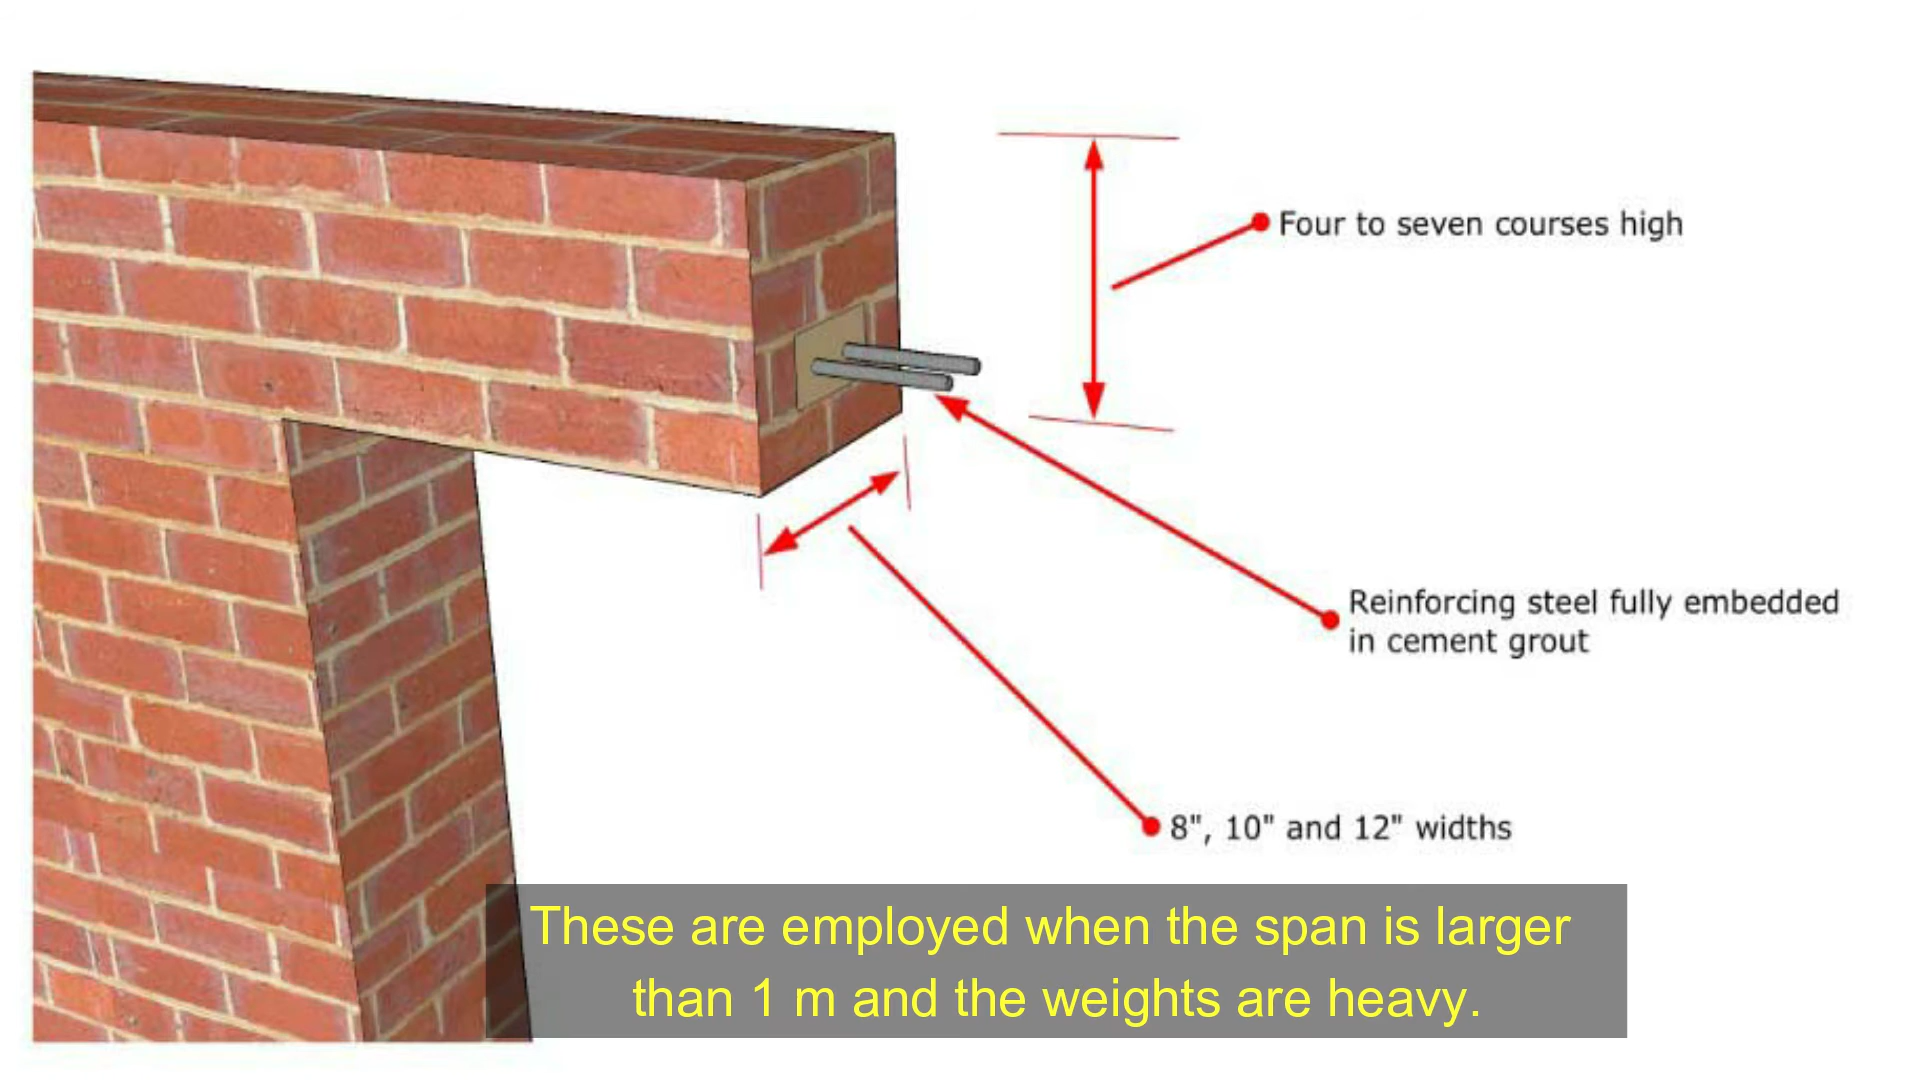 Four to seven courses high
Reinforcing steel fully embedded
in cement grout
8", 10" and 12" widths
These are employed when the span is larger
than 1 m and the weights are heavy.